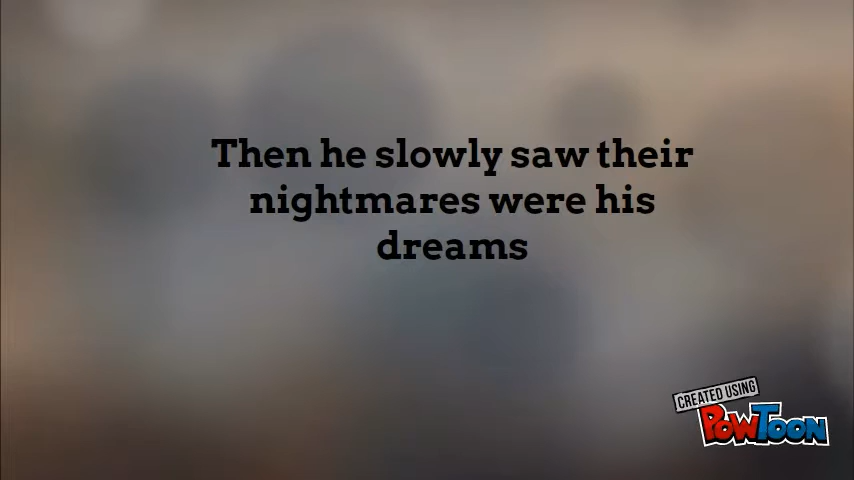 Then he slowly saw their
nightmares were his
dreams
CREATED USING
POWTOON